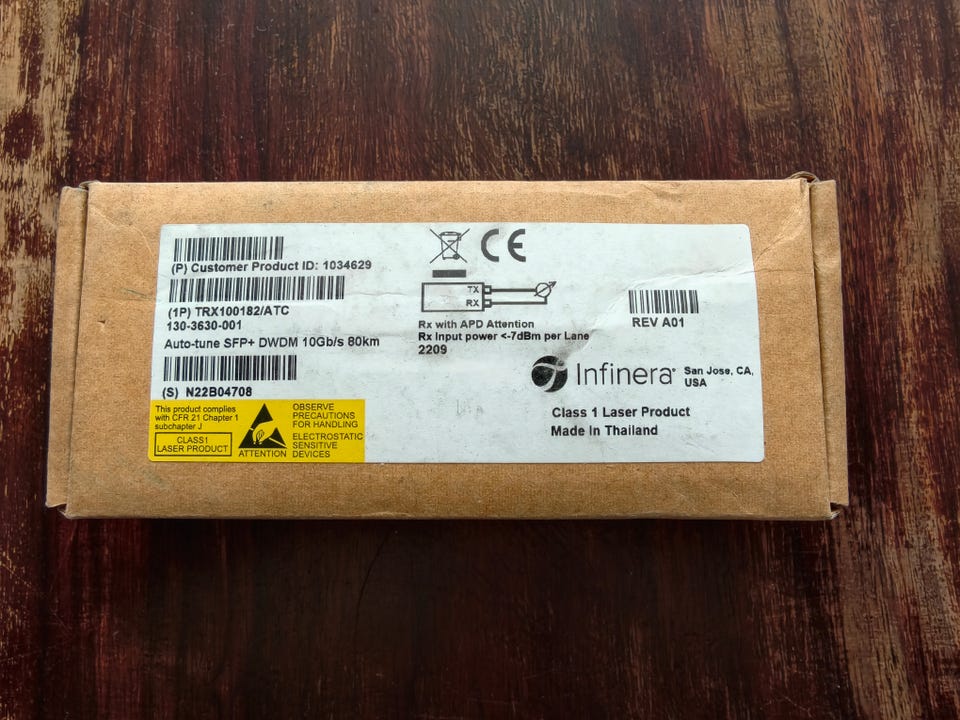 (P) Customer Product ID: 1034629
(1P) TRX100182/ATC
130-3630-001
Auto-tune SFP+ DWDM 10Gb/s 80km
(S) N22B04708
This product complies
with CFR 21 Chapter 1
subchapter J
CLASS1
LASER PRODUCT
ATTENTION
OBSERVE
PRECAUTIONS
FOR HANDLING
ELECTROSTATIC
SENSITIVE
DEVICES
CE
TX
RX
Rx with APD Attention
Rx Input power <-7dBm per Lane
2209
REV A01
Infinera
San Jose, CA,
USA
Class 1 Laser Product
Made In Thailand